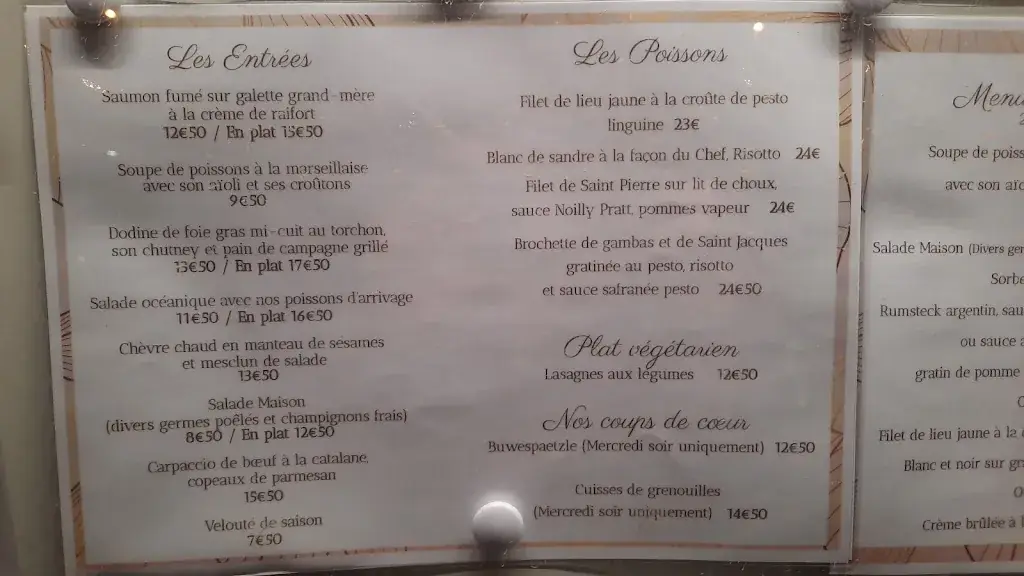 Les Entrées
Saumon fumé sur galette grand-mère
à la crème de raifort
12€50 / En plat 15€50
Soupe de poissons à la marseillaise
avec son aïoli et ses croûtons
9€50
Dodine de foie gras mi-cuit au torchon,
son chutney et pain de campagne grillé
13€50 / En plat 17€50
Salade océanique avec nos poissons d'arrivage
11€50 / En plat 16€50
Chèvre chaud en manteau de sésames
et mesclun de salade
13€50
Salade Maison
(divers germes poêlés et champignons frais)
8€50 / En plat 12€50
Carpaccio de bœuf à la catalane,
copeaux de parmesan
15€50
Velouté de saison
7€50
Les Poissons
Filet de lieu jaune à la croûte de pesto
linguine 23€
Blanc de sandre à la façon du Chef, Risotto 24€
Filet de Saint Pierre sur lit de choux,
sauce Noilly Pratt, pommes vapeur 24€
Brochette de gambas et de Saint Jacques
gratinée au pesto, risotto
et sauce safranée pesto 24€50
Plat végétarien
Lasagnes aux légumes 12€50
Nos coups de cœur
Buwespaetzle (Mercredi soir uniquement) 12€50
Cuisses de grenouilles
(Mercredi soir uniquement) 14€50
Menu
Soupe de poiss
avec son aïo
Salade Maison (Divers ger
Sorbe
Rumsteck argentin, sau
ou sauce a
gratin de pomme
Filet de lieu jaune à la
Blanc et noir sur gra
Crème brûlée à l